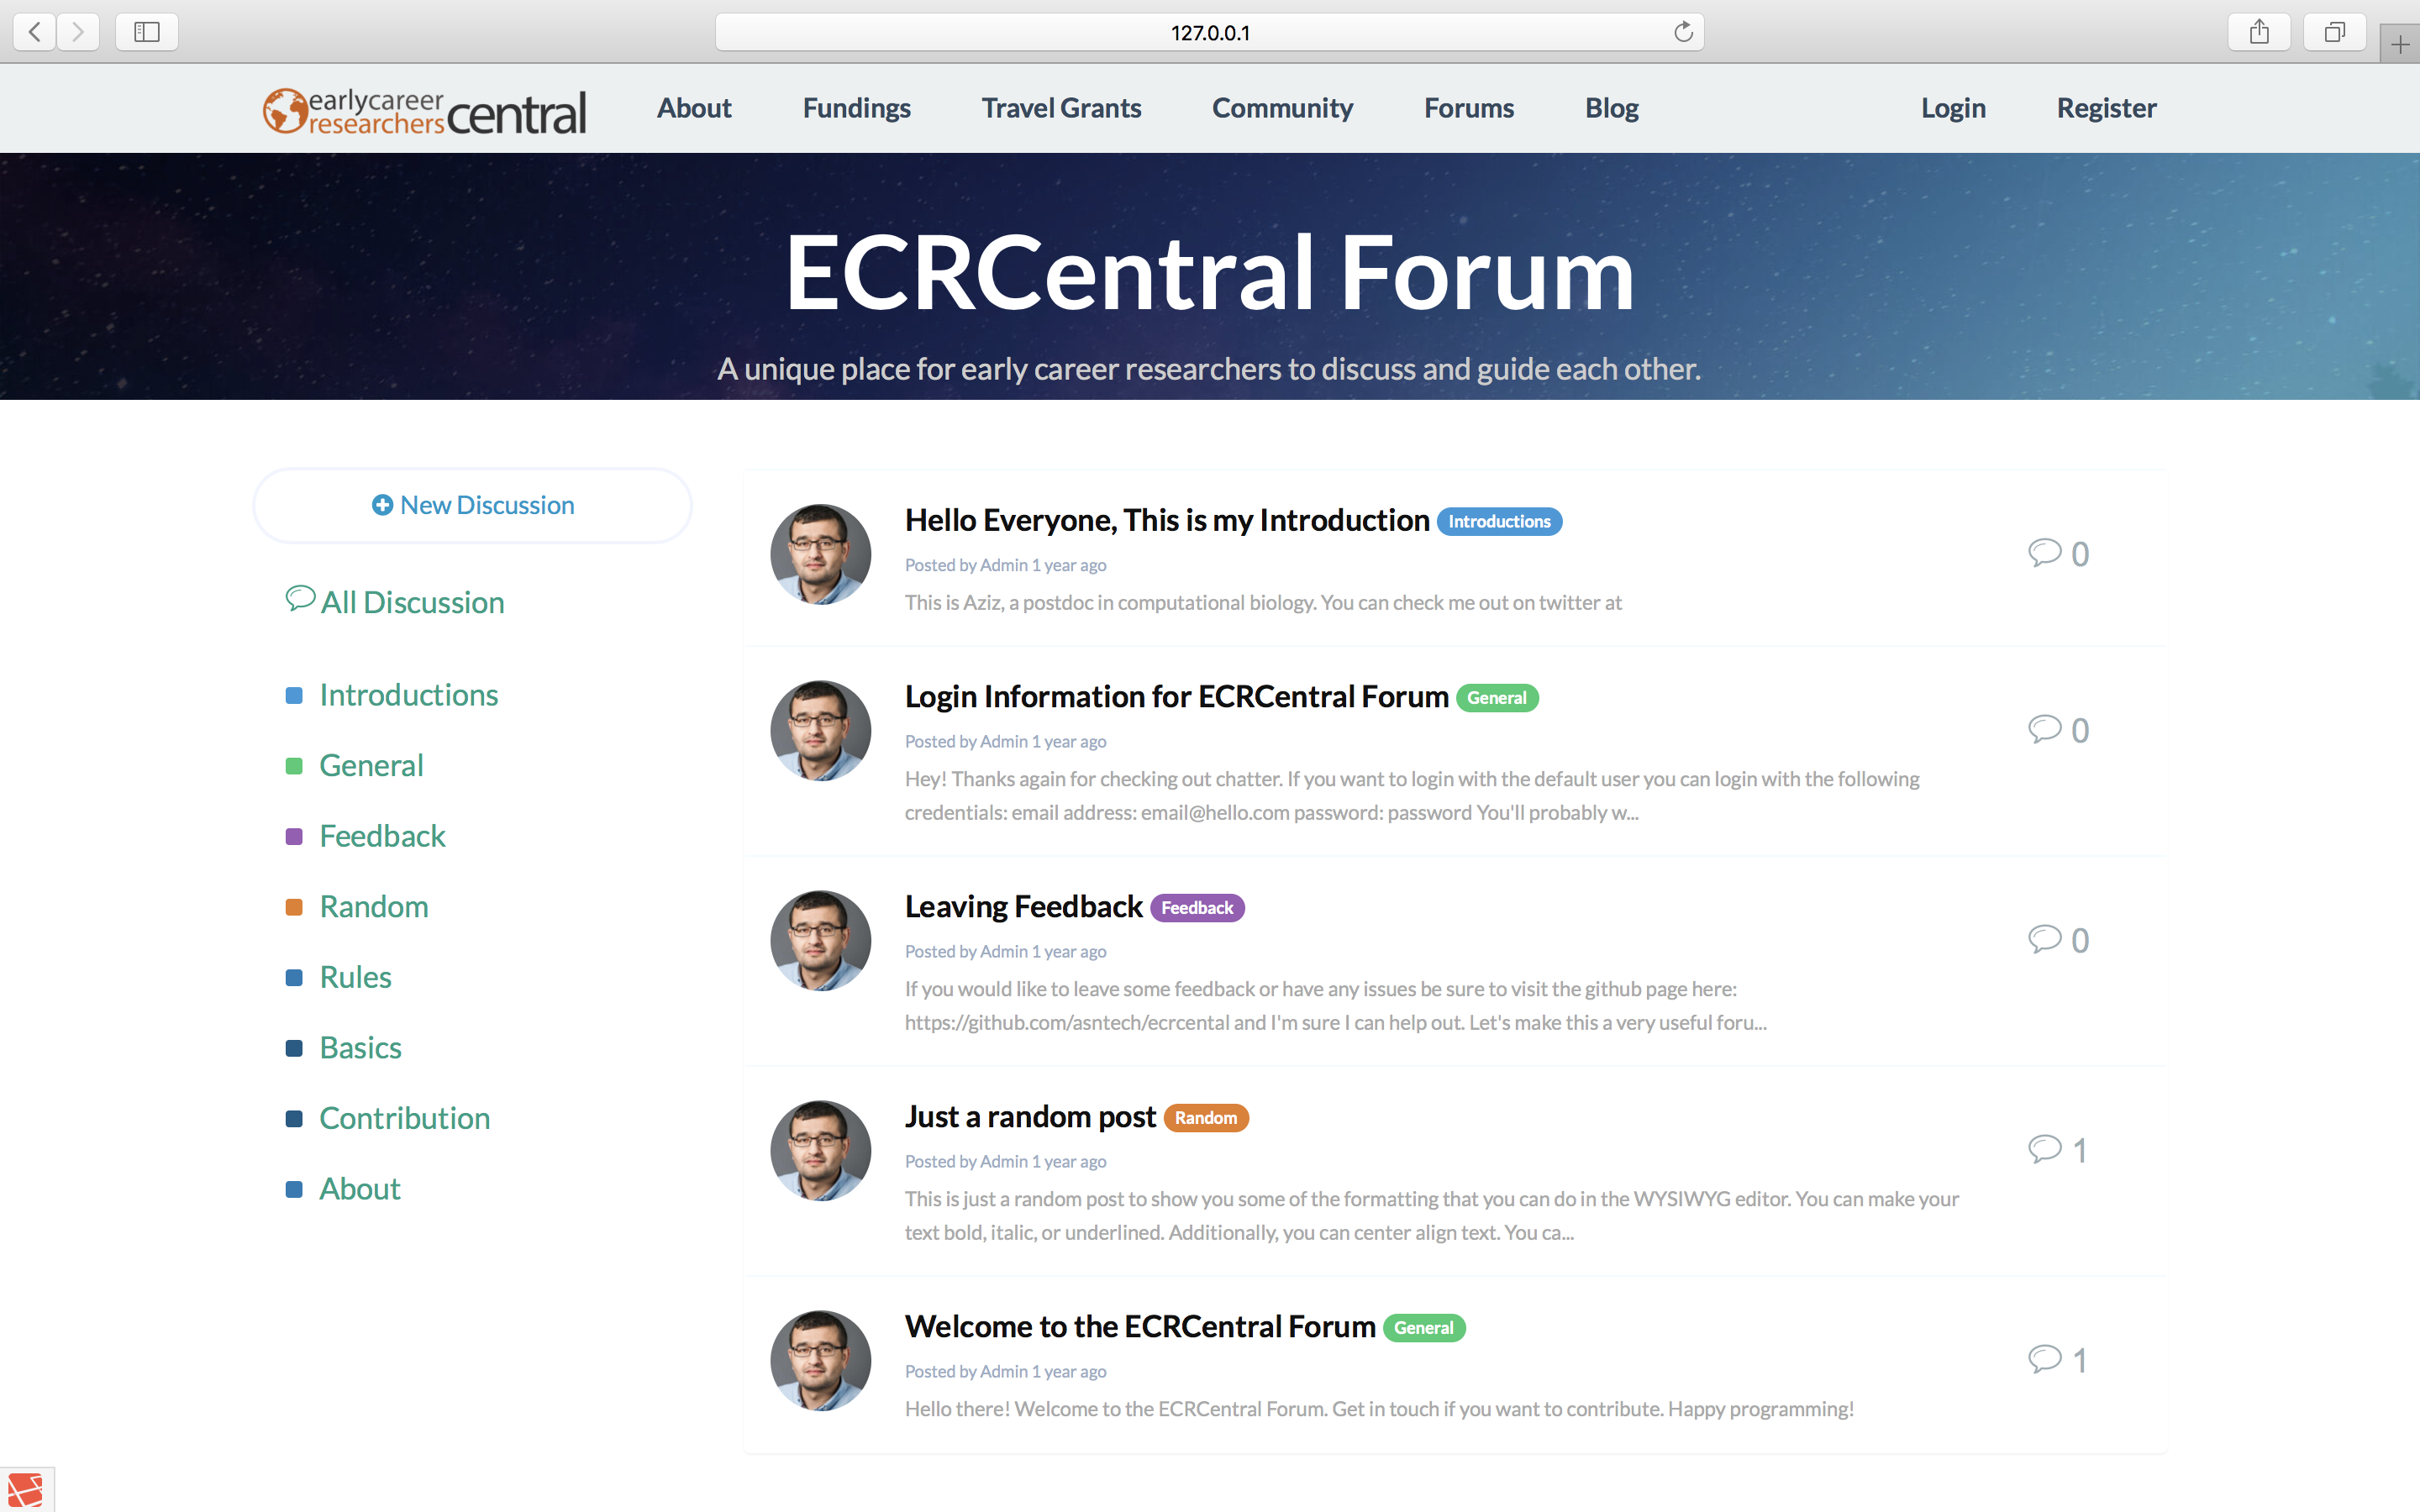 127.0.0.1
earlycareer
researchers central
About Fundings Travel Grants Community Forums Blog Login Register
ECRCentral Forum
A unique place for early career researchers to discuss and guide each other.
New Discussion
All Discussion
Introductions
General
Feedback
Random
Rules
Basics
Contribution
About
Hello Everyone, This is my Introduction Introductions
Posted by Admin 1 year ago
This is Aziz, a postdoc in computational biology. You can check me out on twitter at
0
Login Information for ECRCentral Forum General
Posted by Admin 1 year ago
Hey! Thanks again for checking out chatter. If you want to login with the default user you can login with the following
credentials: email address: email@hello.com password: password You'll probably w...
0
Leaving Feedback Feedback
Posted by Admin 1 year ago
If you would like to leave some feedback or have any issues be sure to visit the github page here:
https://github.com/asntech/ecrcental and I'm sure I can help out. Let's make this a very useful foru...
0
Just a random post Random
Posted by Admin 1 year ago
This is just a random post to show you some of the formatting that you can do in the WYSIWYG editor. You can make your
text bold, italic, or underlined. Additionally, you can center align text. You ca...
1
Welcome to the ECRCentral Forum General
Posted by Admin 1 year ago
Hello there! Welcome to the ECRCentral Forum. Get in touch if you want to contribute. Happy programming!
1